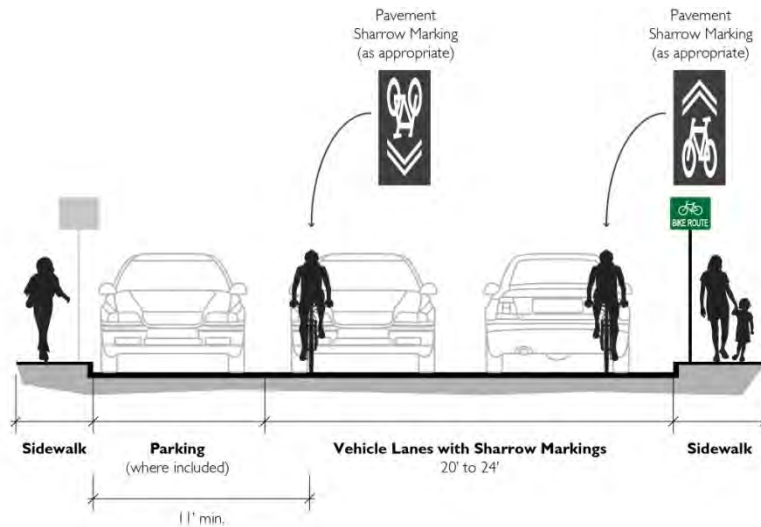 Pavement
Sharrow Marking
(as appropriate)
Pavement
Sharrow Marking
(as appropriate)
BIKE ROUTE
Sidewalk
Parking
(where included)
Vehicle Lanes with Sharrow Markings
20' to 24'
Sidewalk
11' min.